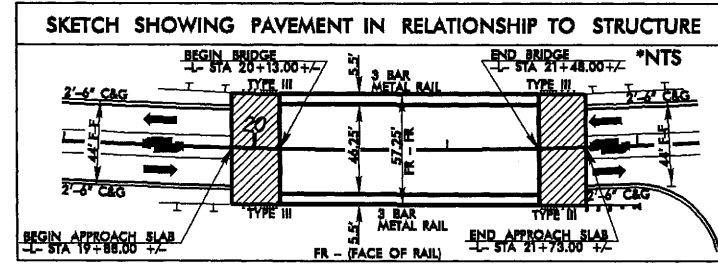 SKETCH SHOWING PAVEMENT IN RELATIONSHIP TO STRUCTURE
*NTS
BEGIN BRIDGE
-L- STA 20+13.00 +/-
END BRIDGE
-L- STA 21+48.00 +/-
TYPE III
5.5'
3 BAR
METAL RAIL
TYPE III
2'-6" C&G
2'-6" C&G
44' F-F
20
46.25'
57.25'
FR - FR
44' F-F
2'-6" C&G
2'-6" C&G
TYPE III
3 BAR
METAL RAIL
TYPE III
BEGIN APPROACH SLAB
-L- STA 19+88.00 +/-
5.5'
FR - (FACE OF RAIL)
END APPROACH SLAB
-L- STA 21+73.00 +/-